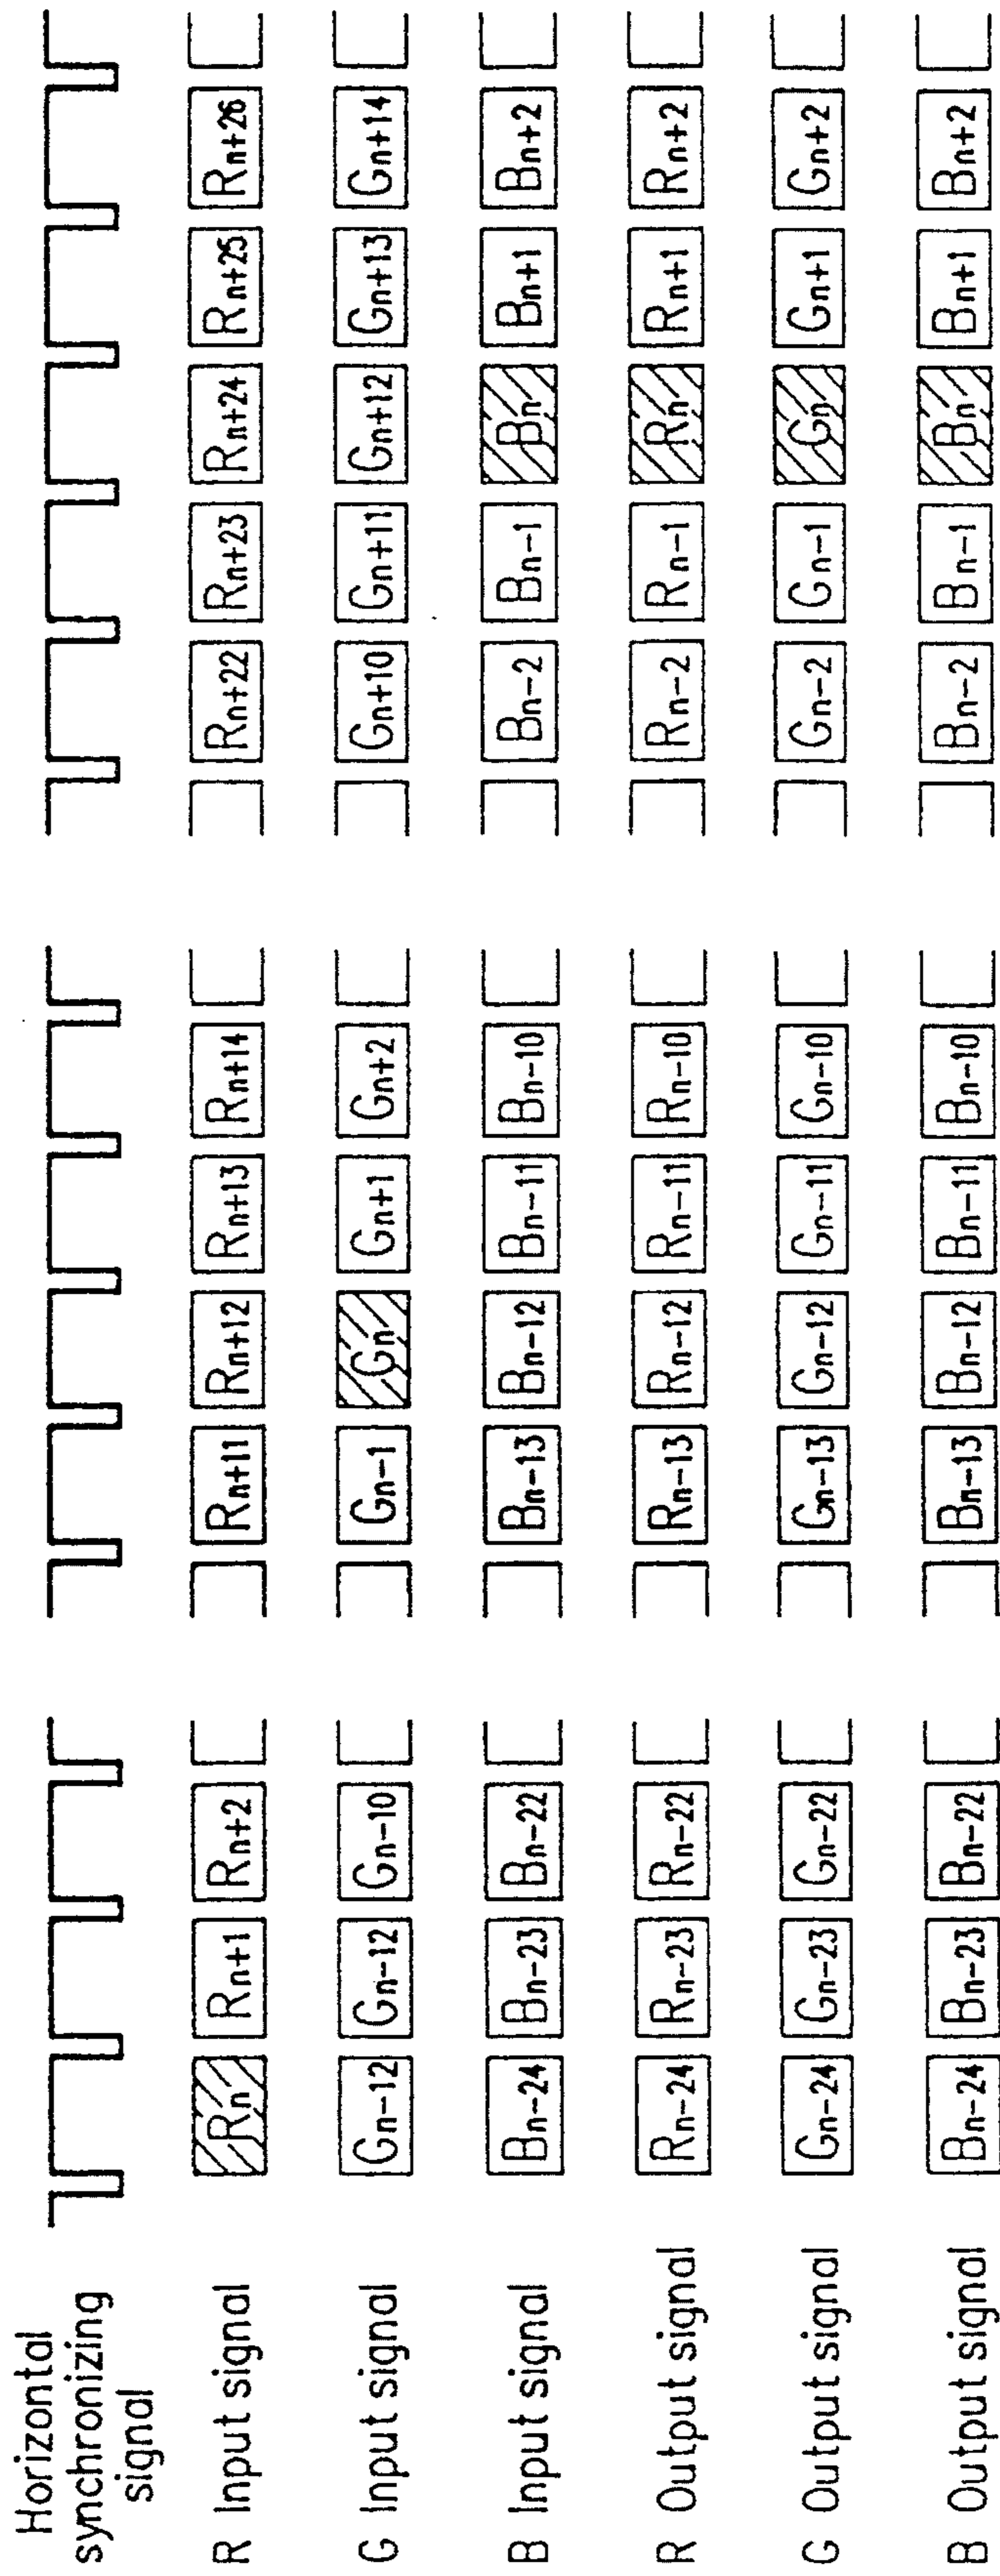 Horizontal
synchronizing
signal
R Input signal Rn Rn+1 Rn+2 Rn+11 Rn+12 Rn+13 Rn+14 Rn+22 Rn+23 Rn+24 Rn+25 Rn+26
G Input signal Gn-12 Gn-12 Gn-10 Gn-1 Gn Gn+1 Gn+2 Gn+10 Gn+11 Gn+12 Gn+13 Gn+14
B Input signal Bn-24 Bn-23 Bn-22 Bn-13 Bn-12 Bn-11 Bn-10 Bn-2 Bn-1 Bn Bn+1 Bn+2
R Output signal Rn-24 Rn-23 Rn-22 Rn-13 Rn-12 Rn-11 Rn-10 Rn-2 Rn-1 Rn Rn+1 Rn+2
G Output signal Gn-24 Gn-23 Gn-22 Gn-13 Gn-12 Gn-11 Gn-10 Gn-2 Gn-1 Gn Gn+1 Gn+2
B Output signal Bn-24 Bn-23 Bn-22 Bn-13 Bn-12 Bn-11 Bn-10 Bn-2 Bn-1 Bn Bn+1 Bn+2